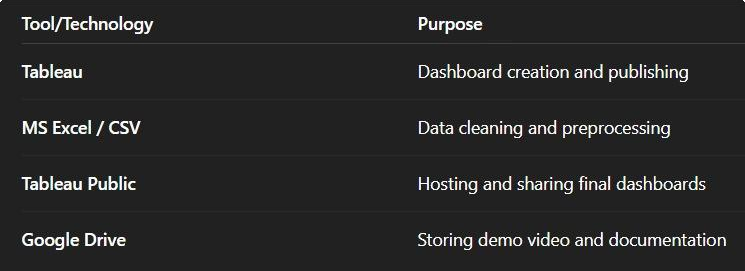 Tool/Technology Purpose
Tableau Dashboard creation and publishing
MS Excel / CSV Data cleaning and preprocessing
Tableau Public Hosting and sharing final dashboards
Google Drive Storing demo video and documentation